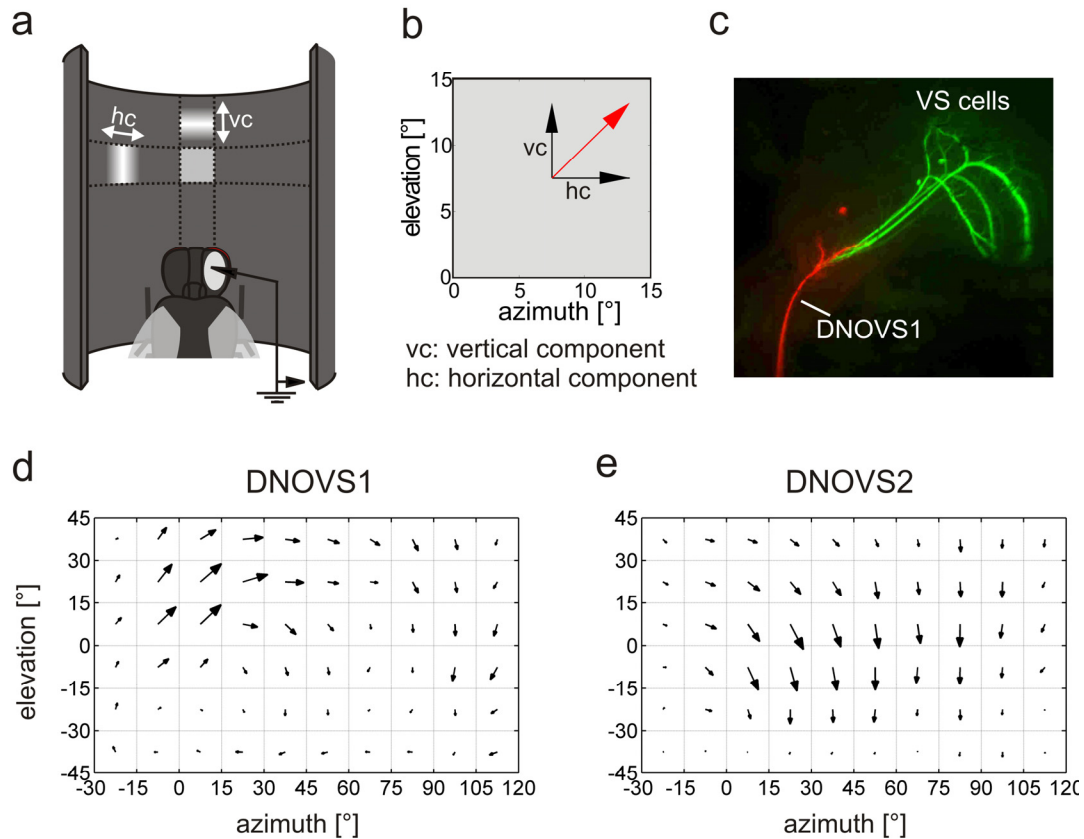 a
hc
vc
b
elevation [°]
15
10
5
0
vc
hc
0 5 10 15
azimuth [°]
vc: vertical component
hc: horizontal component
c
VS cells
DNOVS1
d
DNOVS1
elevation [°]
45
30
15
0
-15
-30
-45
-30 -15 0 15 30 45 60 75 90 105 120
azimuth [°]
e
DNOVS2
45
30
15
0
-15
-30
-45
-30 -15 0 15 30 45 60 75 90 105 120
azimuth [°]